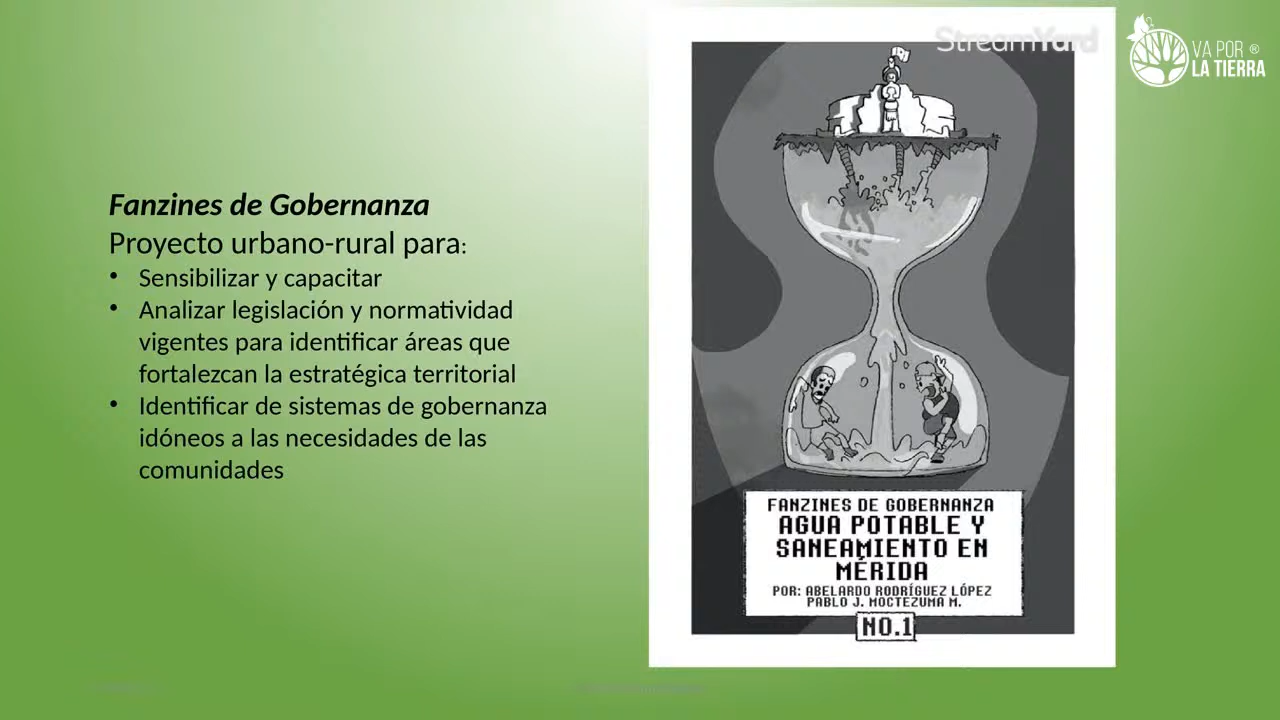 StreamYard
VA POR ®
LA TIERRA
Fanzines de Gobernanza
Proyecto urbano-rural para:
• Sensibilizar y capacitar
• Analizar legislación y normatividad
vigentes para identificar áreas que
fortalezcan la estratégica territorial
• Identificar de sistemas de gobernanza
idóneos a las necesidades de las
comunidades
FANZINES DE GOBERNANZA
AGUA POTABLE Y
SANEAMIENTO EN
MÉRIDA
POR: ABELARDO RODRÍGUEZ LÓPEZ
PABLO J. MOCTEZUMA M.
NO.1